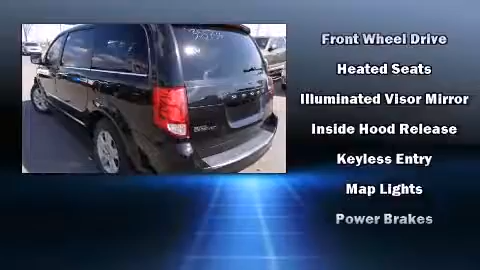 Front Wheel Drive
Heated Seats
Illuminated Visor Mirror
Inside Hood Release
Keyless Entry
Map Lights
Power Brakes